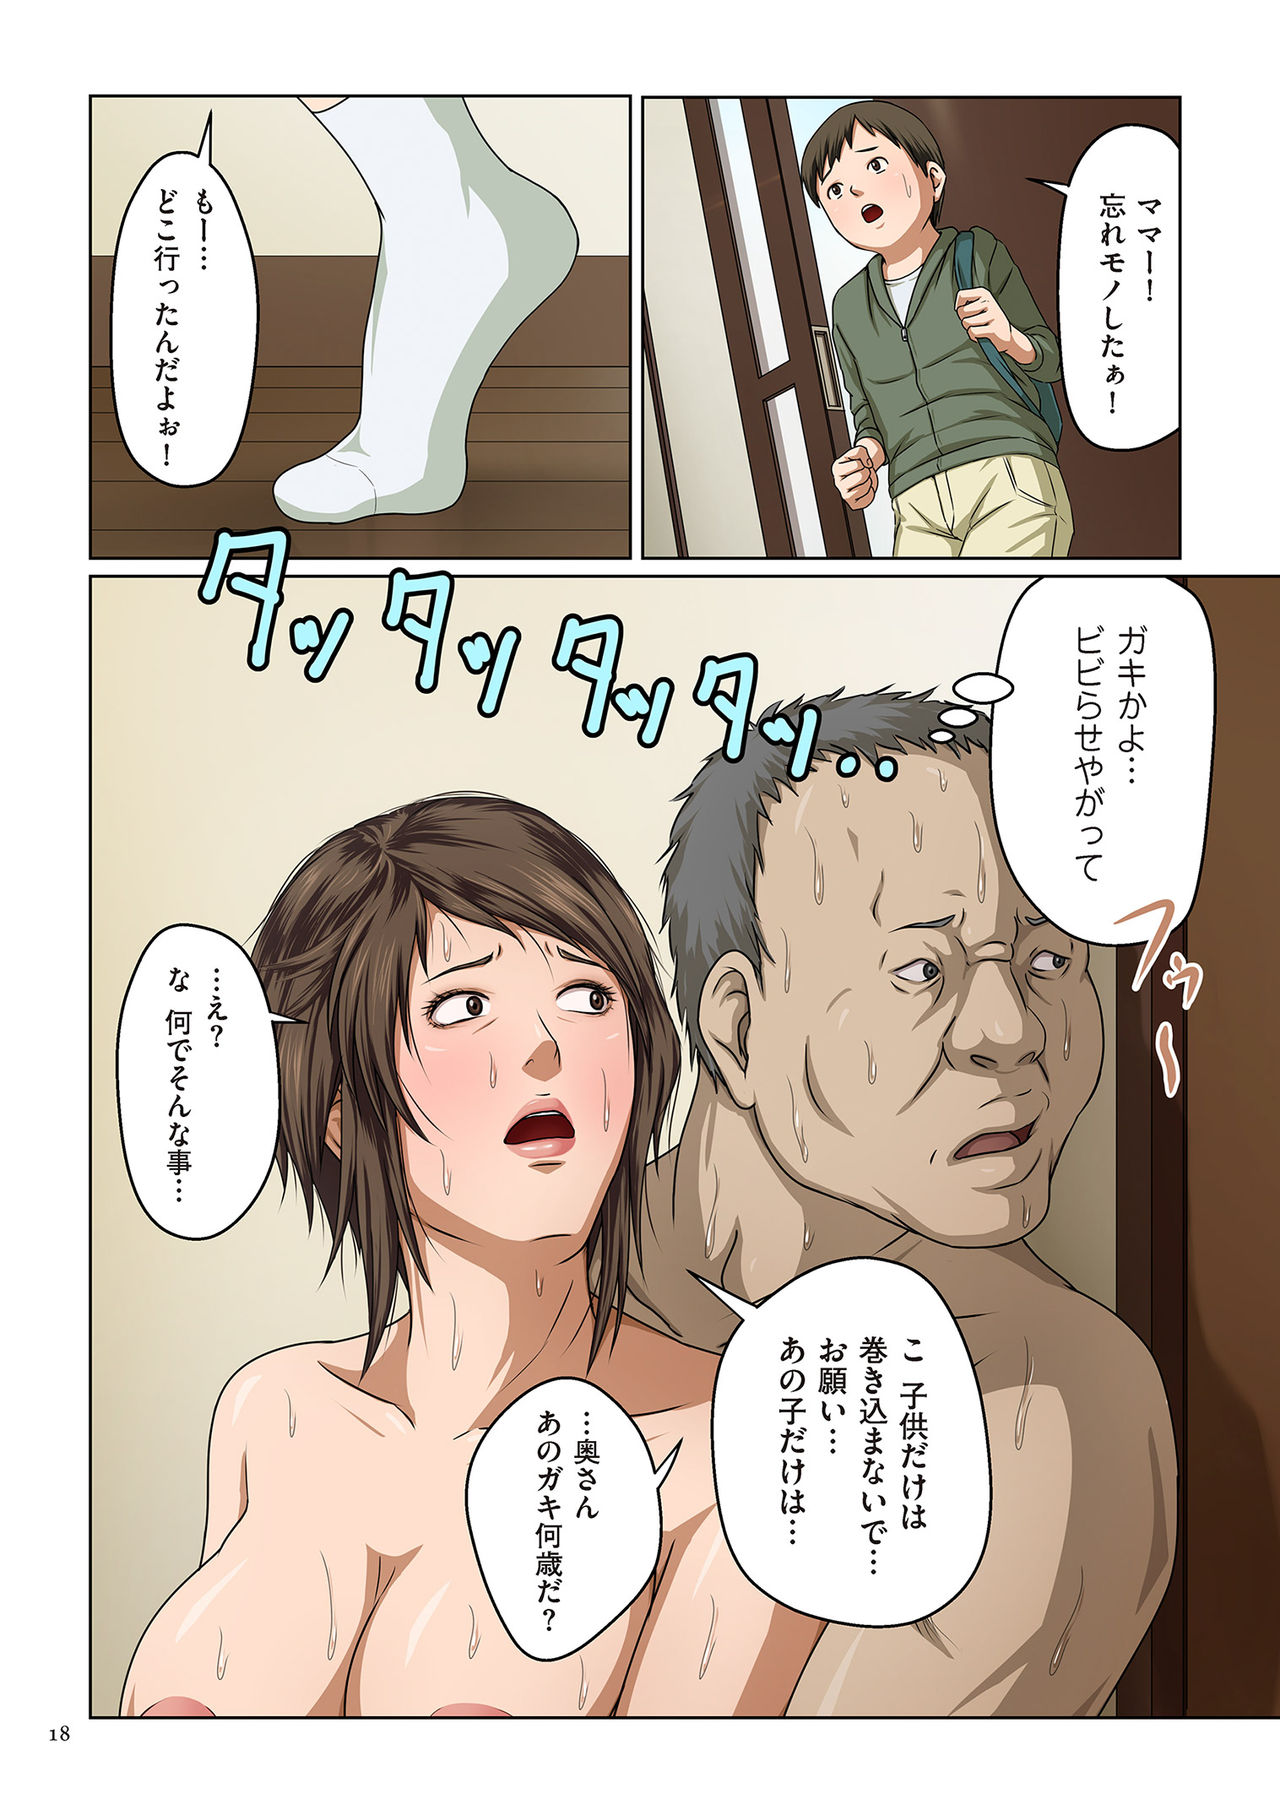 ママー！
忘れモノしたぁ！
もー…
どこ行ったんだよぉ！
タッタッタッタッ..
ガキかよ…
ビビらせやがって
フゥー
こ 子供だけは
巻き込まないで…
お願い…
あの子だけは…
…奥さん
あのガキ何歳だ？
…え？
な 何でそんな事…
18